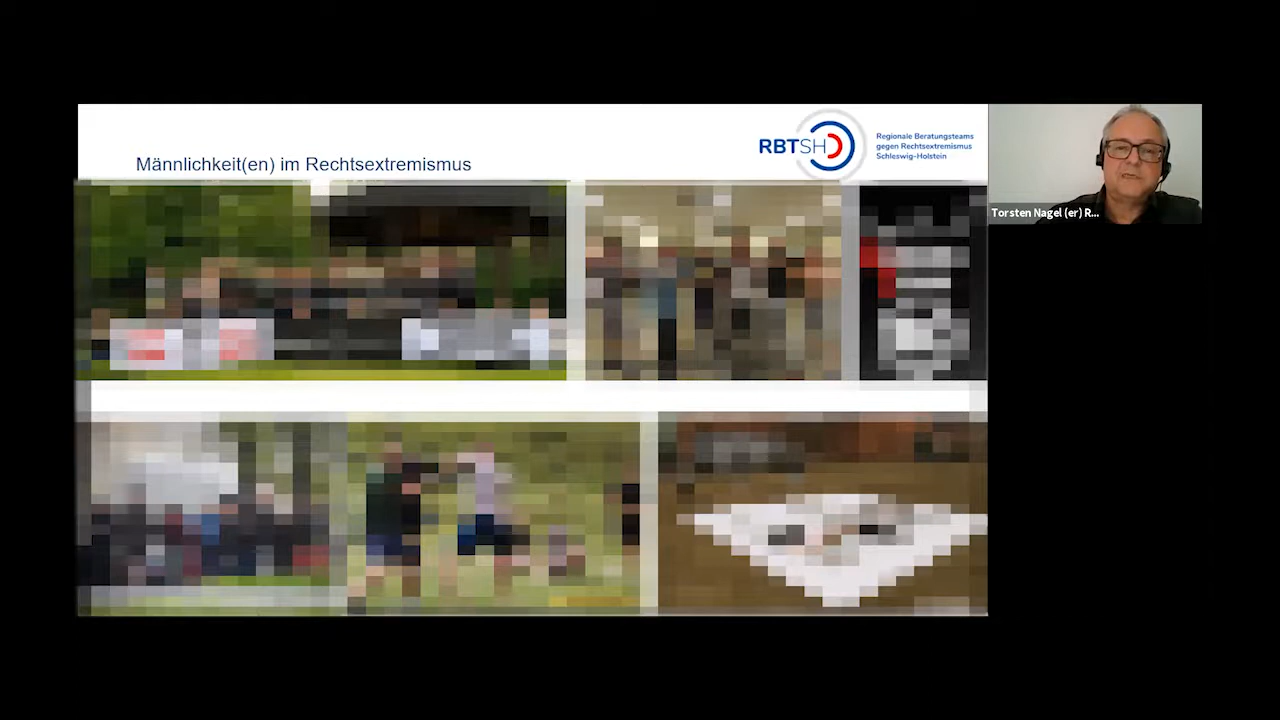 Männlichkeit(en) im Rechtsextremismus
RBTSH
Regionale Beratungsteams
gegen Rechtsextremismus
Schleswig-Holstein
Torsten Nagel (er) R...